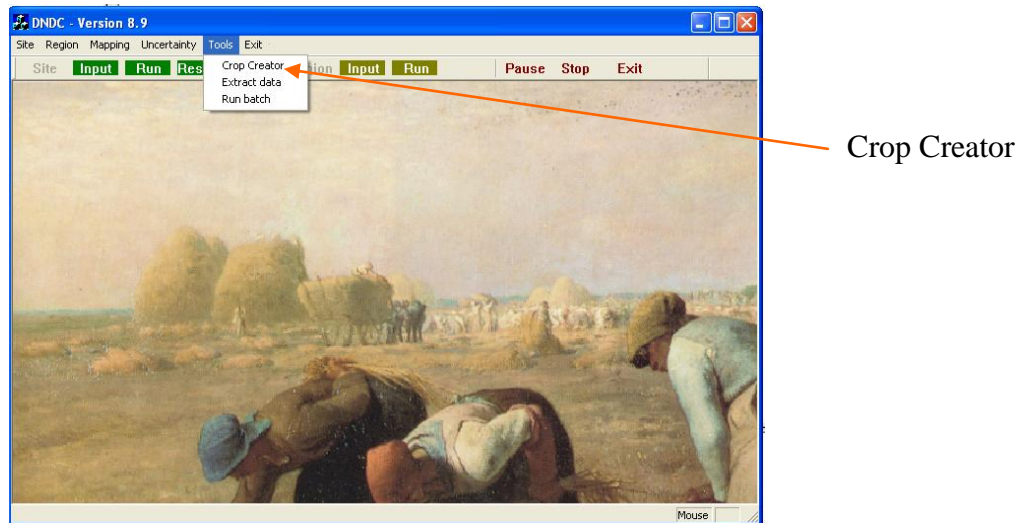 DNDC - Version 8.9
Site Region Mapping Uncertainty Tools Exit
Site Input Run Input Run Pause Stop Exit
Crop Creator
Extract data
Run batch
Crop Creator
Mouse